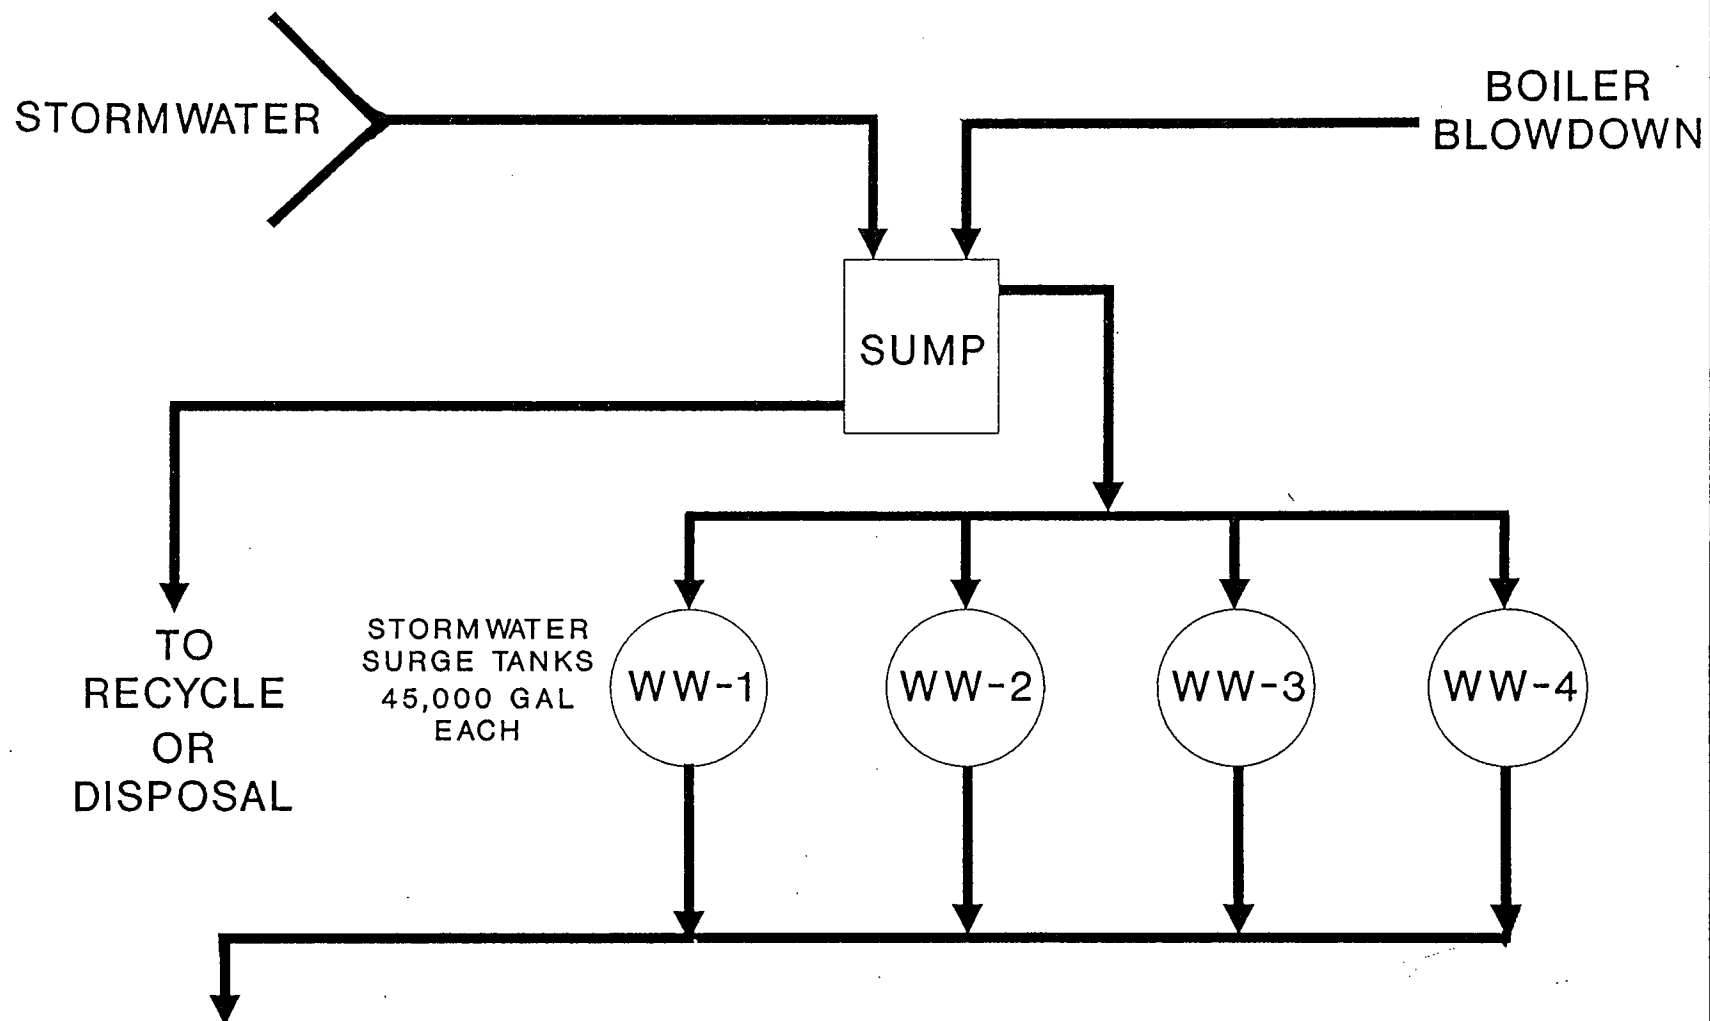 STORMWATER
BOILER
BLOWDOWN
SUMP
TO
RECYCLE
OR
DISPOSAL
STORMWATER
SURGE TANKS
45,000 GAL
EACH
WW-1
WW-2
WW-3
WW-4